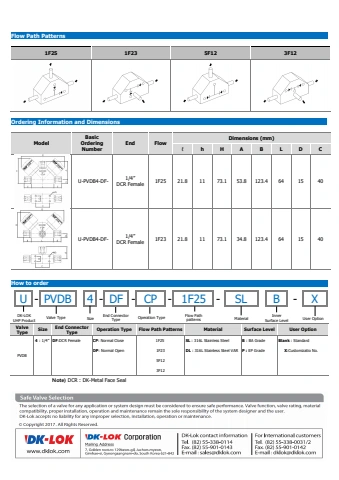 Flow Path Patterns
1F25 1F23 5F12 3F12
Ordering Information and Dimensions
Model Basic Ordering Number End Flow Dimensions (mm)
l h H A B L D C
U-PVDB4-DF- 1/4" DCR Female 1F25 21.8 11 73.1 53.8 123.4 64 15 40
U-PVDB4-DF- 1/4" DCR Female 1F23 21.8 11 73.1 34.8 123.4 64 15 40
How to order
U - PVDB 4 - DF - CP - 1F25 - SL B - X
DK-LOK UHP Product Valve Type Size End Connector Type Operation Type Flow Path patterns Material Inner Surface Level User Option
Valve Type Size End Connector Type Operation Type Flow Path Patterns Material Surface Level User Option
PVDB 4 : 1/4" DF:DCR Female CP: Normal Close 1F25 SL : 316L Stainless Steel B : BA Grade Blank : Standard
DF: Normal Open 1F23 DL : 316L Stainless Steel VAR P : EP Grade X:Customizatio No.
5F12
3F12
Note) DCR : DK-Metal Face Seal
Safe Valve Selection
The selection of a valve for any application or system design must be considered to ensure safe performance. Valve function, valve rating, material
compatibility, proper installation, operation and maintenance remain the sole responsibility of the system designer and the user.
DK-Lok accepts no liability for any improper selection, installation, operation or maintenance.
© Copyright 2017. All Rights Reserved.
DK-LOK
www.dklok.com
DK-LOK Corporation
Mailing Address
DK-Lok contact information
Tel. (82) 55-338-0114
Fax. (82) 55-901-0143
E-mail : sales@dklok.com
For International customers
Tel. (82) 55-338-0031/2
Fax. (82) 55-901-0142
E-mail : export@dklok.com